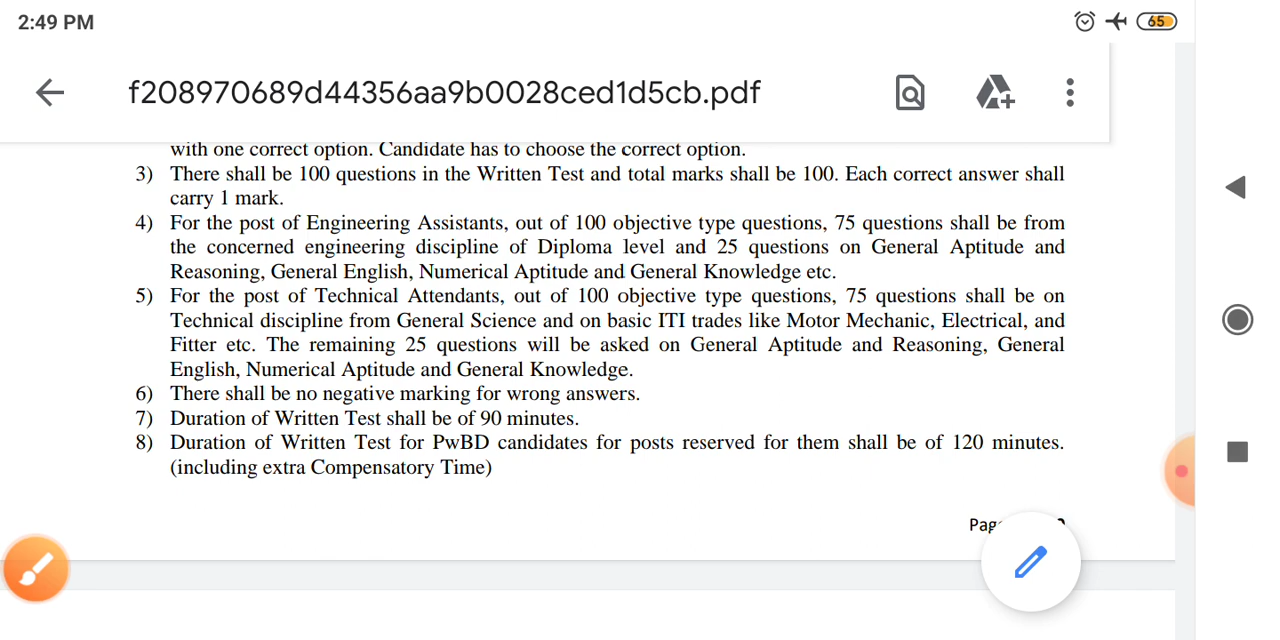 2:49 PM
65
f208970689d44356aa9b0028ced1d5cb.pdf
with one correct option. Candidate has to choose the correct option.
3) There shall be 100 questions in the Written Test and total marks shall be 100. Each correct answer shall
carry 1 mark.
4) For the post of Engineering Assistants, out of 100 objective type questions, 75 questions shall be from
the concerned engineering discipline of Diploma level and 25 questions on General Aptitude and
Reasoning, General English, Numerical Aptitude and General Knowledge etc.
5) For the post of Technical Attendants, out of 100 objective type questions, 75 questions shall be on
Technical discipline from General Science and on basic ITI trades like Motor Mechanic, Electrical, and
Fitter etc. The remaining 25 questions will be asked on General Aptitude and Reasoning, General
English, Numerical Aptitude and General Knowledge.
6) There shall be no negative marking for wrong answers.
7) Duration of Written Test shall be of 90 minutes.
8) Duration of Written Test for PwBD candidates for posts reserved for them shall be of 120 minutes.
(including extra Compensatory Time)